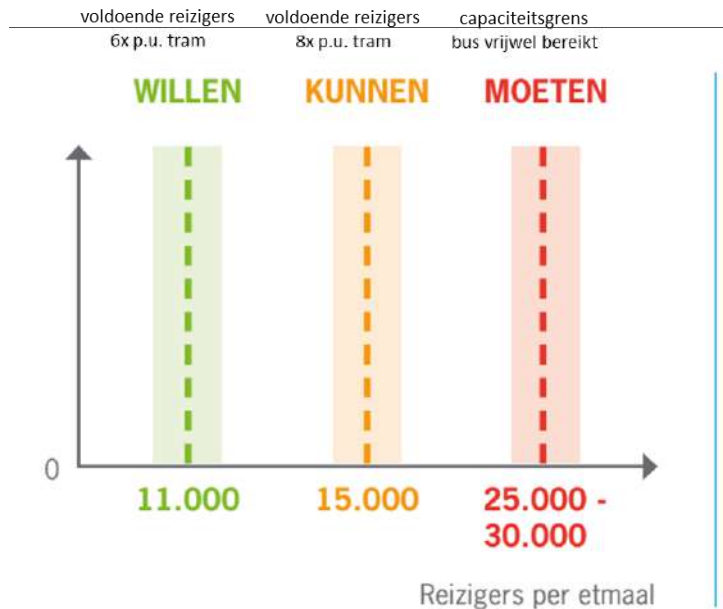 voldoende reizigers
6x p.u. tram
voldoende reizigers
8x p.u. tram
capaciteitsgrens
bus vrijwel bereikt
WILLEN
KUNNEN
MOETEN
0
11.000
15.000
25.000 -
30.000
Reizigers per etmaal